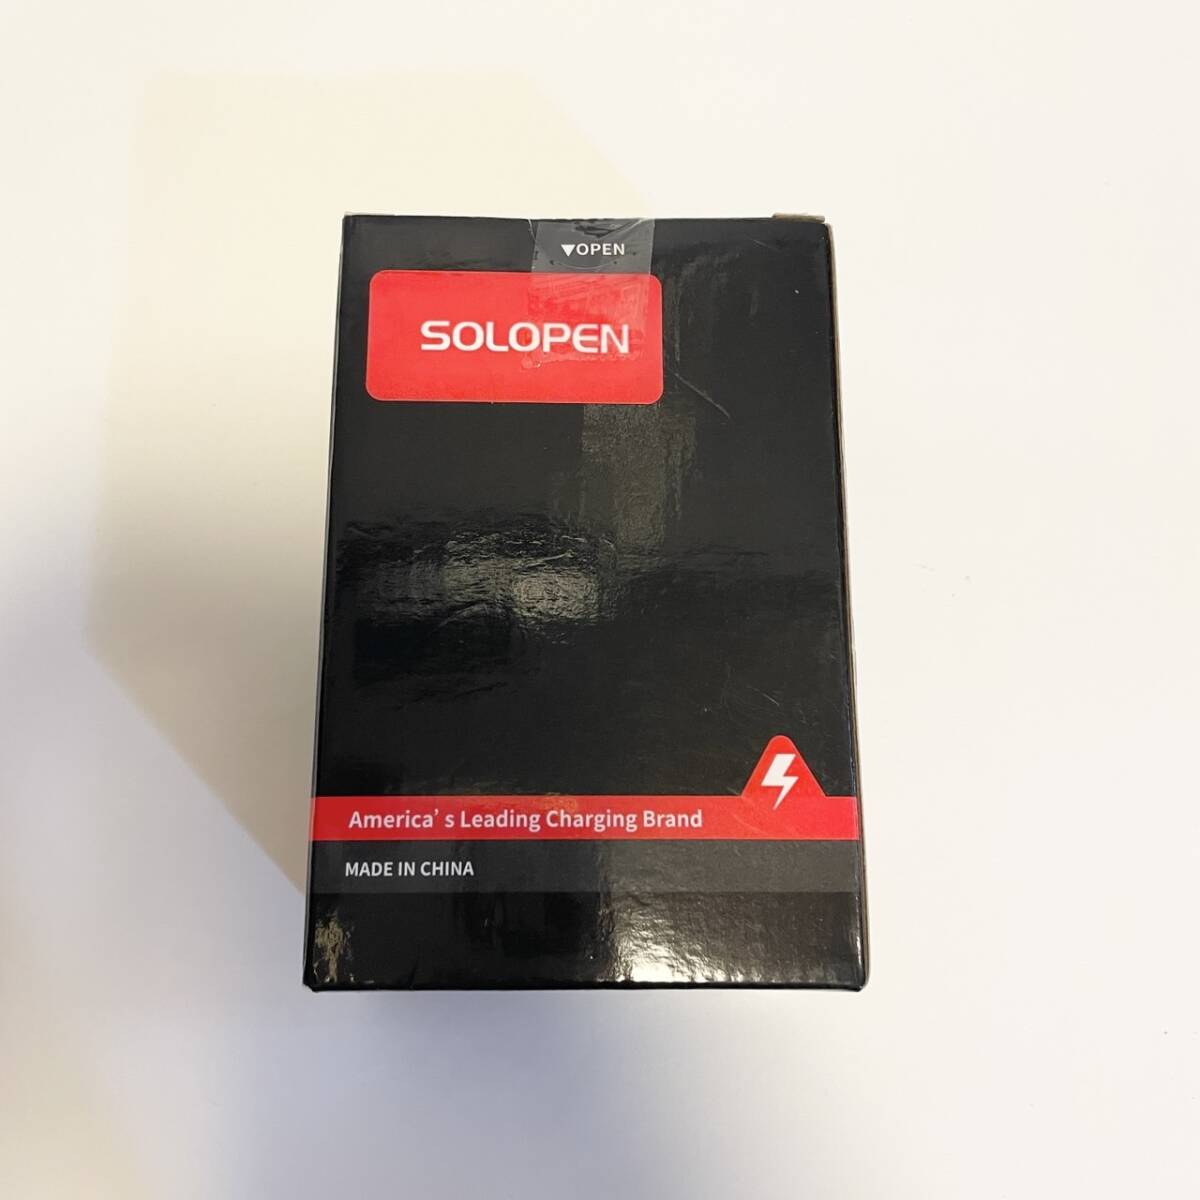 ▼OPEN
SOLOPEN
America's Leading Charging Brand
MADE IN CHINA